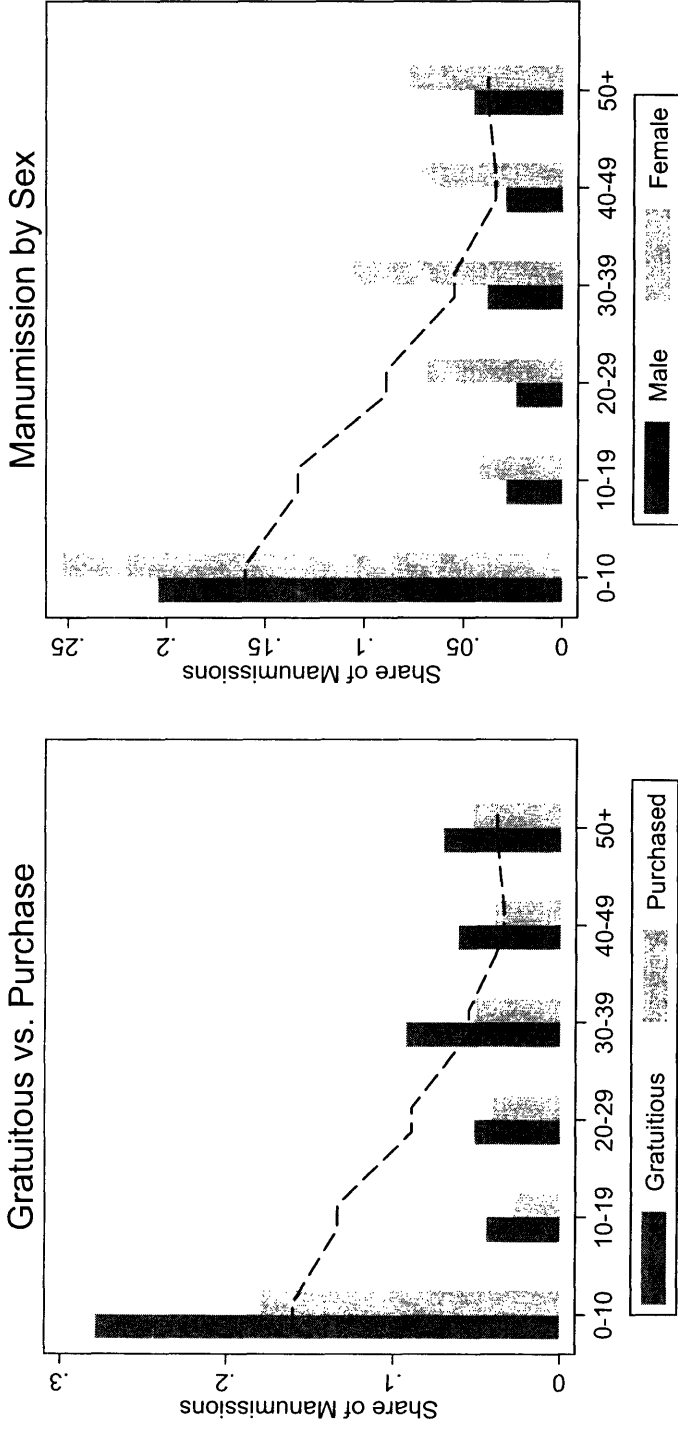 Gratuitous vs. Purchase
Share of Manumissions
.3
.2
.1
0
0-10 10-19 20-29 30-39 40-49 50+
Gratuitious Purchased
Manumission by Sex
Share of Manumissions
.25
.2
.15
.1
.05
0
0-10 10-19 20-29 30-39 40-49 50+
Male Female